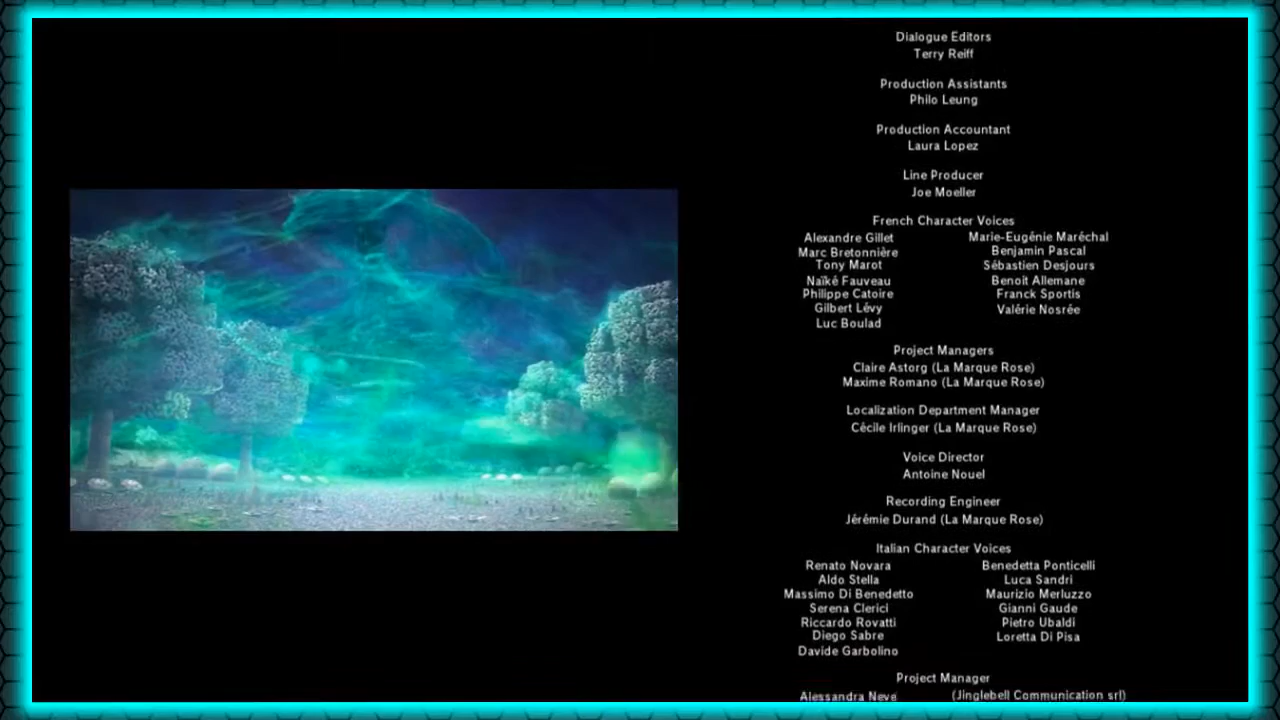 Dialogue Editors
Terry Reiff
Production Assistants
Philo Leung
Production Accountant
Laura Lopez
Line Producer
Joe Moeller
French Character Voices
Alexandre Gillet Marie-Eugénie Maréchal
Marc Bretonnière Benjamin Pascal
Tony Marot Sébastien Desjours
Naïké Fauveau Benoit Allemane
Philippe Catoire Franck Sportis
Gilbert Lévy Valérie Nosrée
Luc Boulad
Project Managers
Claire Astorg (La Marque Rose)
Maxime Romano (La Marque Rose)
Localization Department Manager
Cécile Irlinger (La Marque Rose)
Voice Director
Antoine Nouel
Recording Engineer
Jérémie Durand (La Marque Rose)
Italian Character Voices
Renato Novara Benedetta Ponticelli
Aldo Stella Luca Sandri
Massimo Di Benedetto Maurizio Merluzzo
Serena Clerici Gianni Gaude
Riccardo Rovatti Pietro Ubaldi
Diego Sabre Loretta Di Pisa
Davide Garbolino
Project Manager
Alessandra Neve (Jinglebell Communication srl)